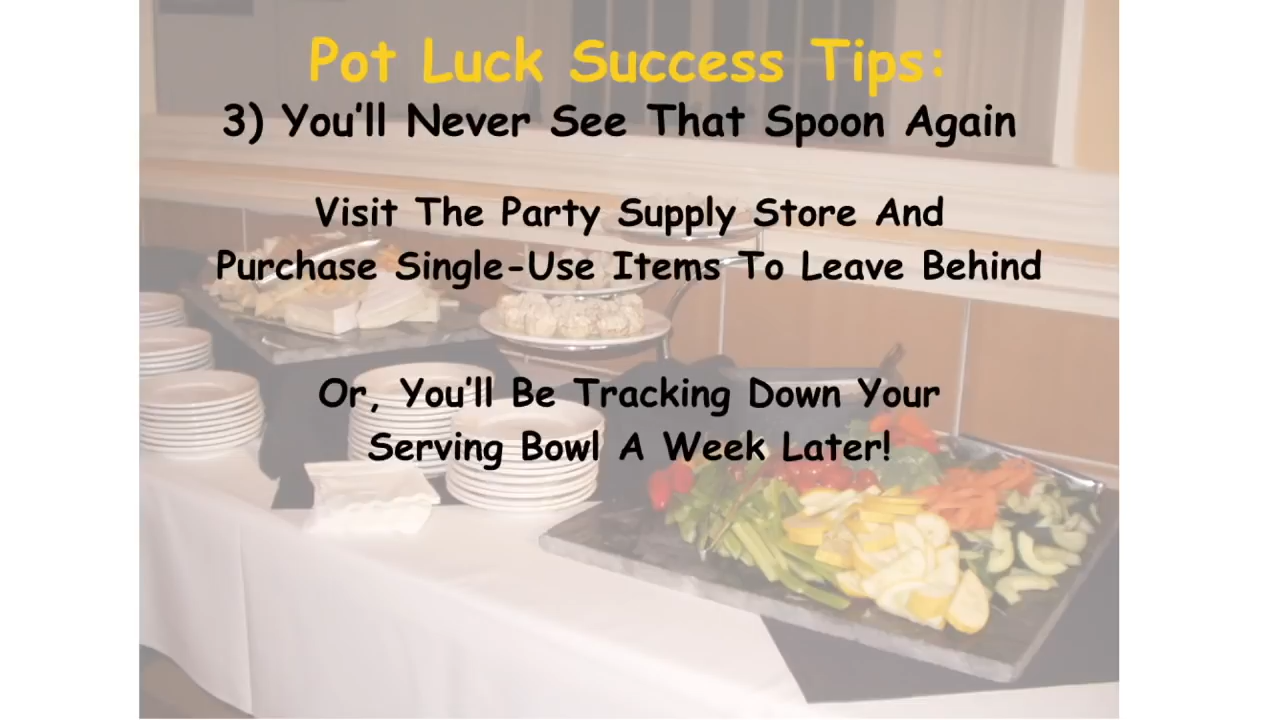 Pot Luck Success Tips:
3) You'll Never See That Spoon Again
Visit The Party Supply Store And
Purchase Single-Use Items To Leave Behind
Or, You'll Be Tracking Down Your
Serving Bowl A Week Later!